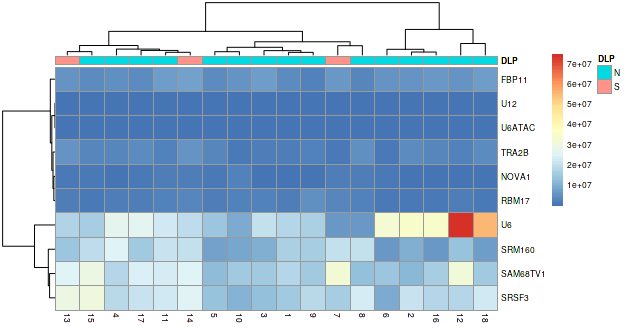 DLP
FBP11
U12
U6ATAC
TRA2B
NOVA1
RBM17
U6
SRM160
SAM68TV1
SRSF3
13 15 4 17 11 14 5 10 3 1 9 7 8 6 2 16 12 18
7e+07
6e+07
5e+07
4e+07
3e+07
2e+07
1e+07
DLP
N
S